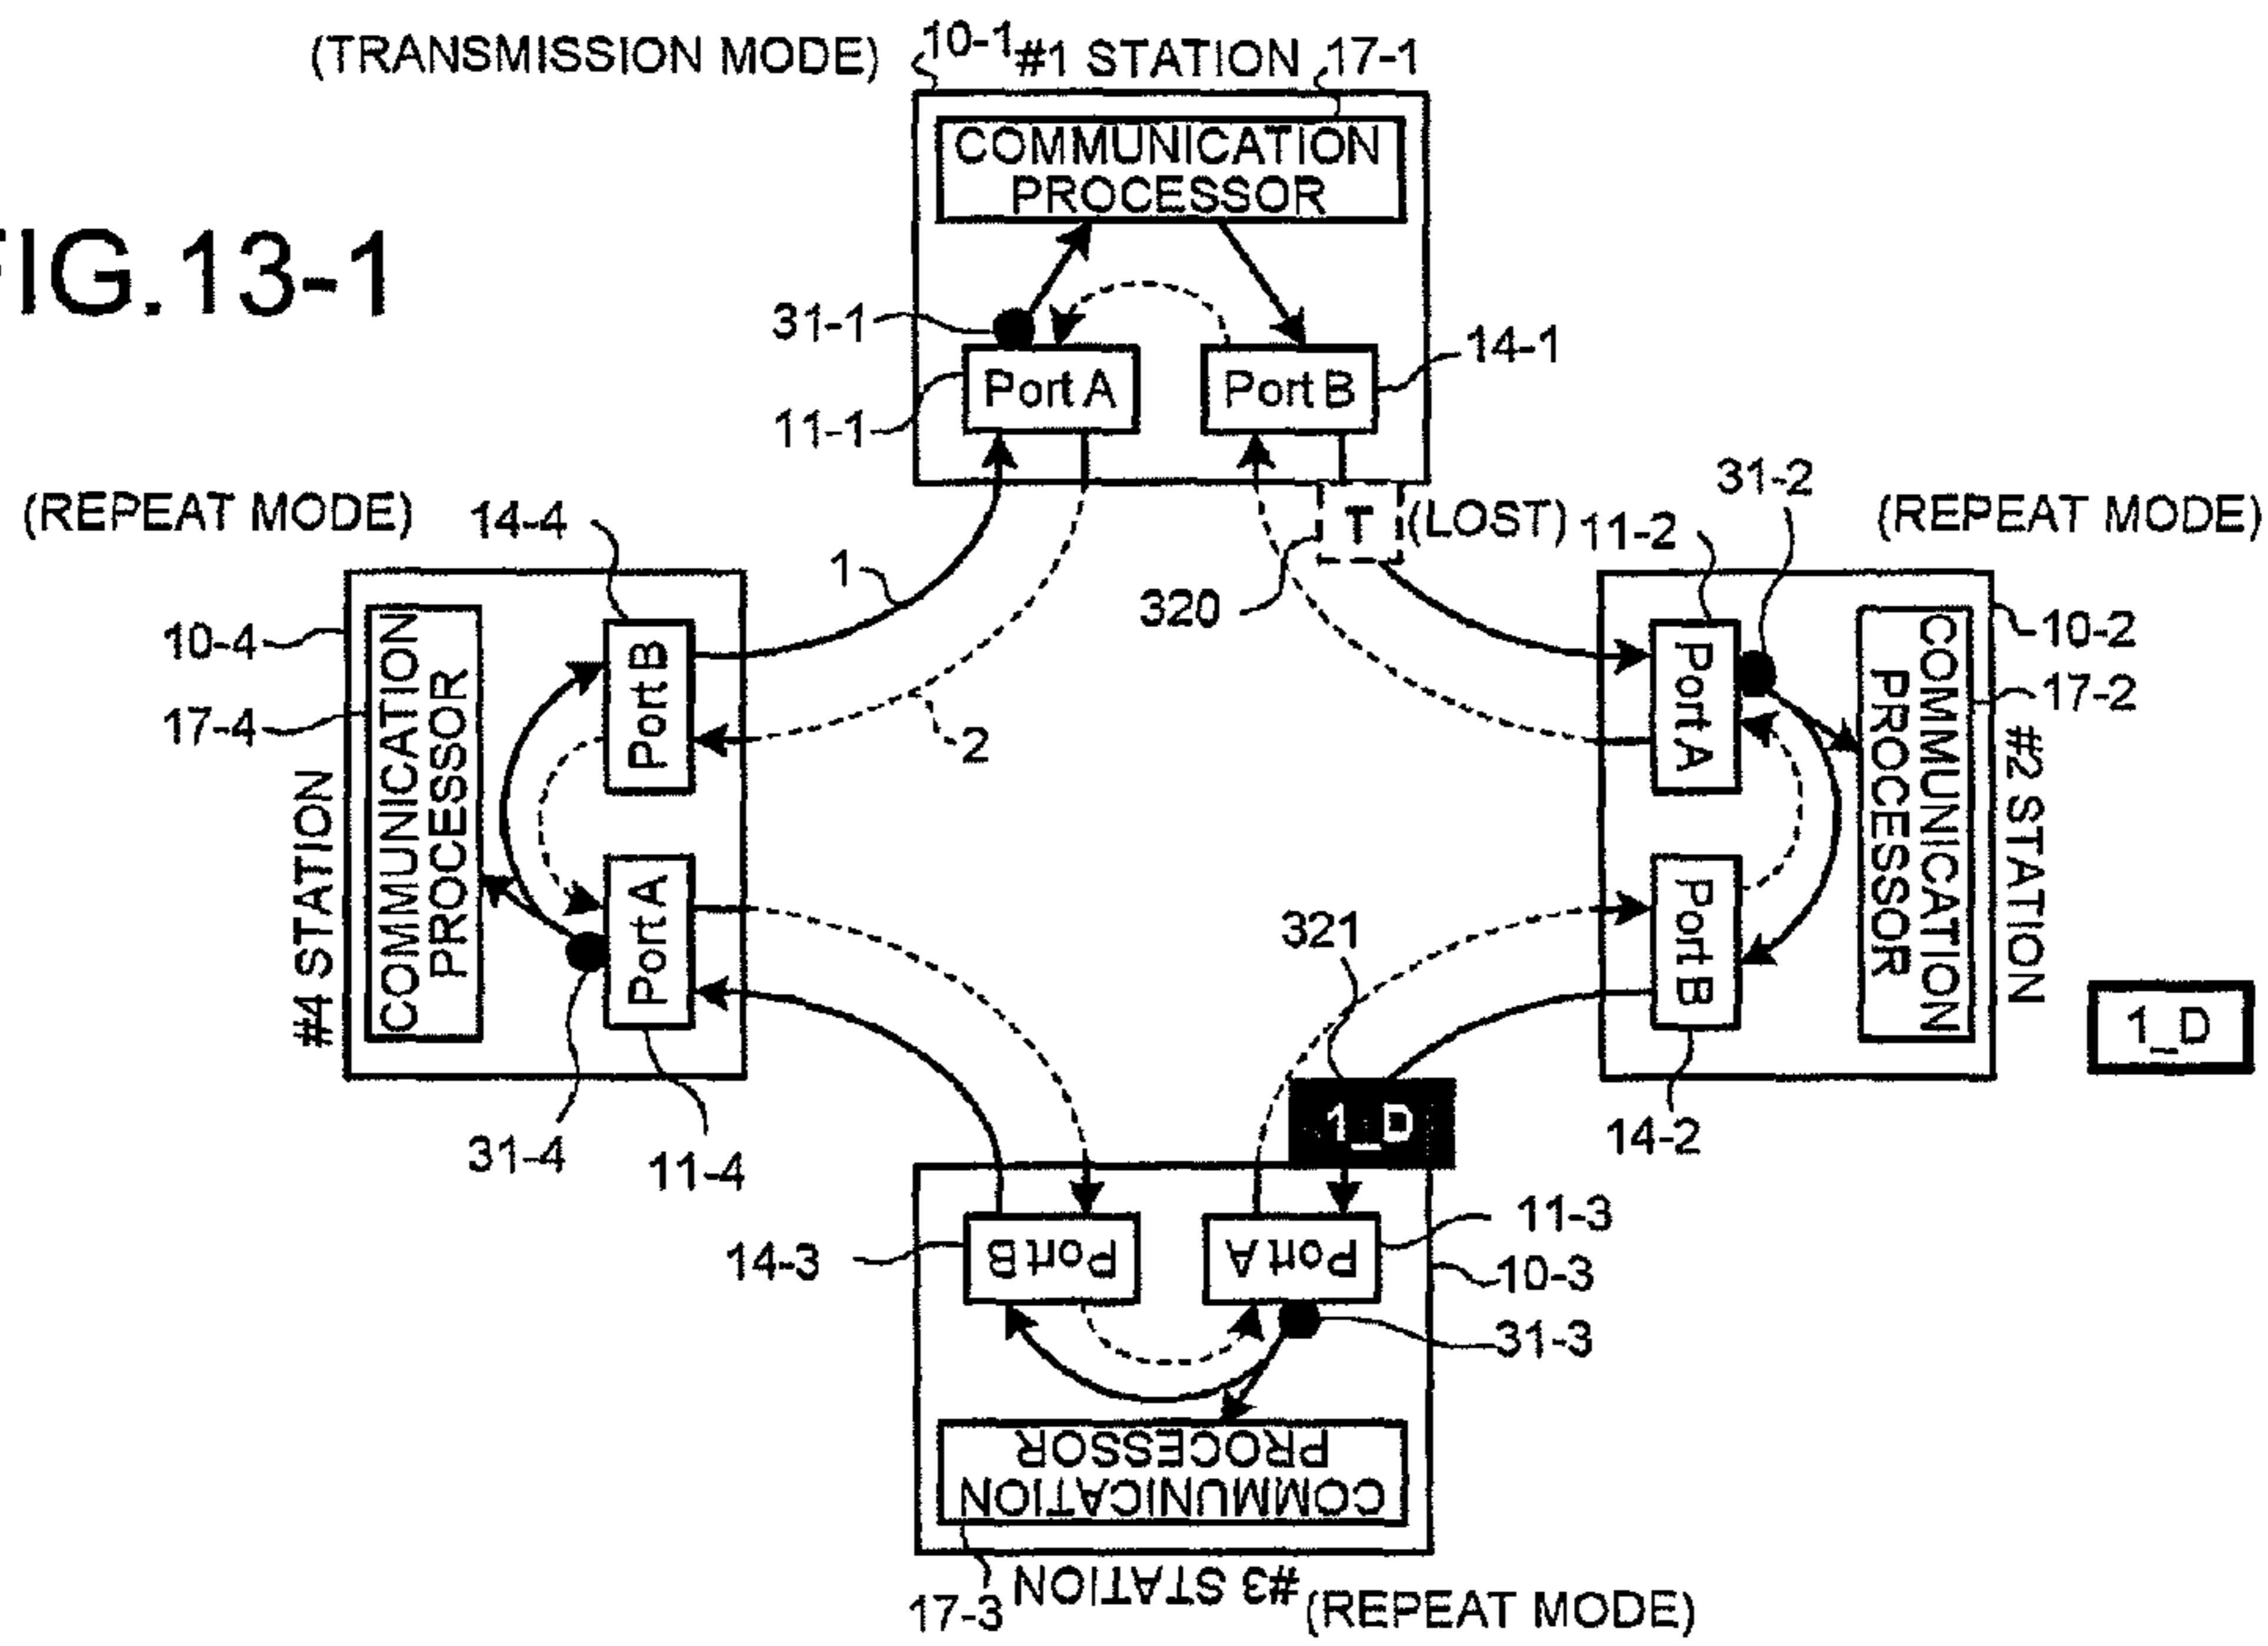 (TRANSMISSION MODE)
10-1
#1 STATION
17-1
COMMUNICATION
PROCESSOR
IG.13-1
31-1
14-1
Port A
Port B
11-1
(REPEAT MODE)
14-4
T
(LOST)
11-2
31-2
(REPEAT MODE)
1
320
10-4
17-4
COMMUNICATION
PROCESSOR
Port B
2
Port A
COMMUNICATION
PROCESSOR
10-2
17-2
#2 STATION
#4 STATION
Port A
321
Port B
1_D
31-4
11-4
1_D
14-2
14-3
Port B
Port A
11-3
10-3
31-3
COMMUNICATION
PROCESSOR
17-3
#3 STATION
(REPEAT MODE)